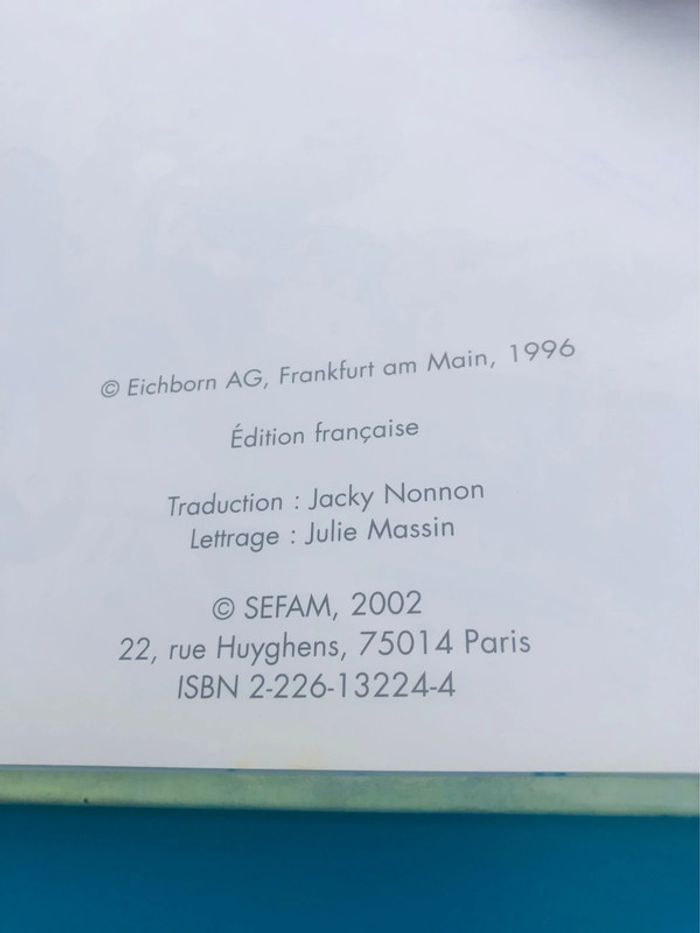 © Eichborn AG, Frankfurt am Main, 1996
Édition française
Traduction : Jacky Nonnon
Lettrage : Julie Massin
© SEFAM, 2002
22, rue Huyghens, 75014 Paris
ISBN 2-226-13224-4